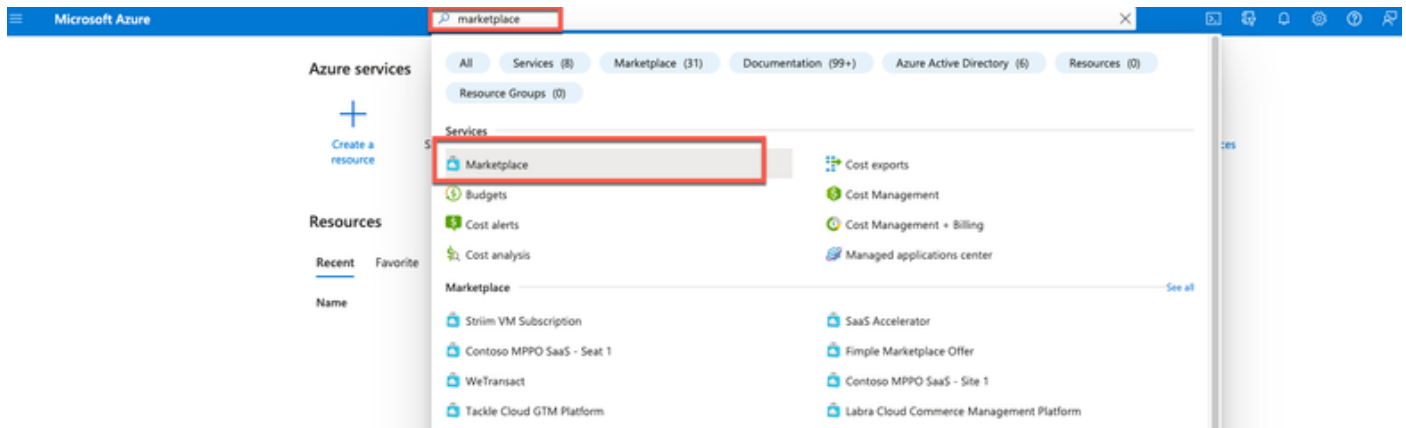 Microsoft Azure
marketplace
All Services (8) Marketplace (31) Documentation (99+) Azure Active Directory (6) Resources (0)
Resource Groups (0)
Azure services
Create a
resource
Services
Marketplace
Cost exports
Budgets
Cost Management
Cost alerts
Cost Management + Billing
Cost analysis
Managed applications center
Resources
Recent Favorite
Name
Marketplace
See all
Striim VM Subscription
SaaS Accelerator
Contoso MPPO SaaS - Seat 1
Fimple Marketplace Offer
WeTransact
Contoso MPPO SaaS - Site 1
Tackle Cloud GTM Platform
Labra Cloud Commerce Management Platform